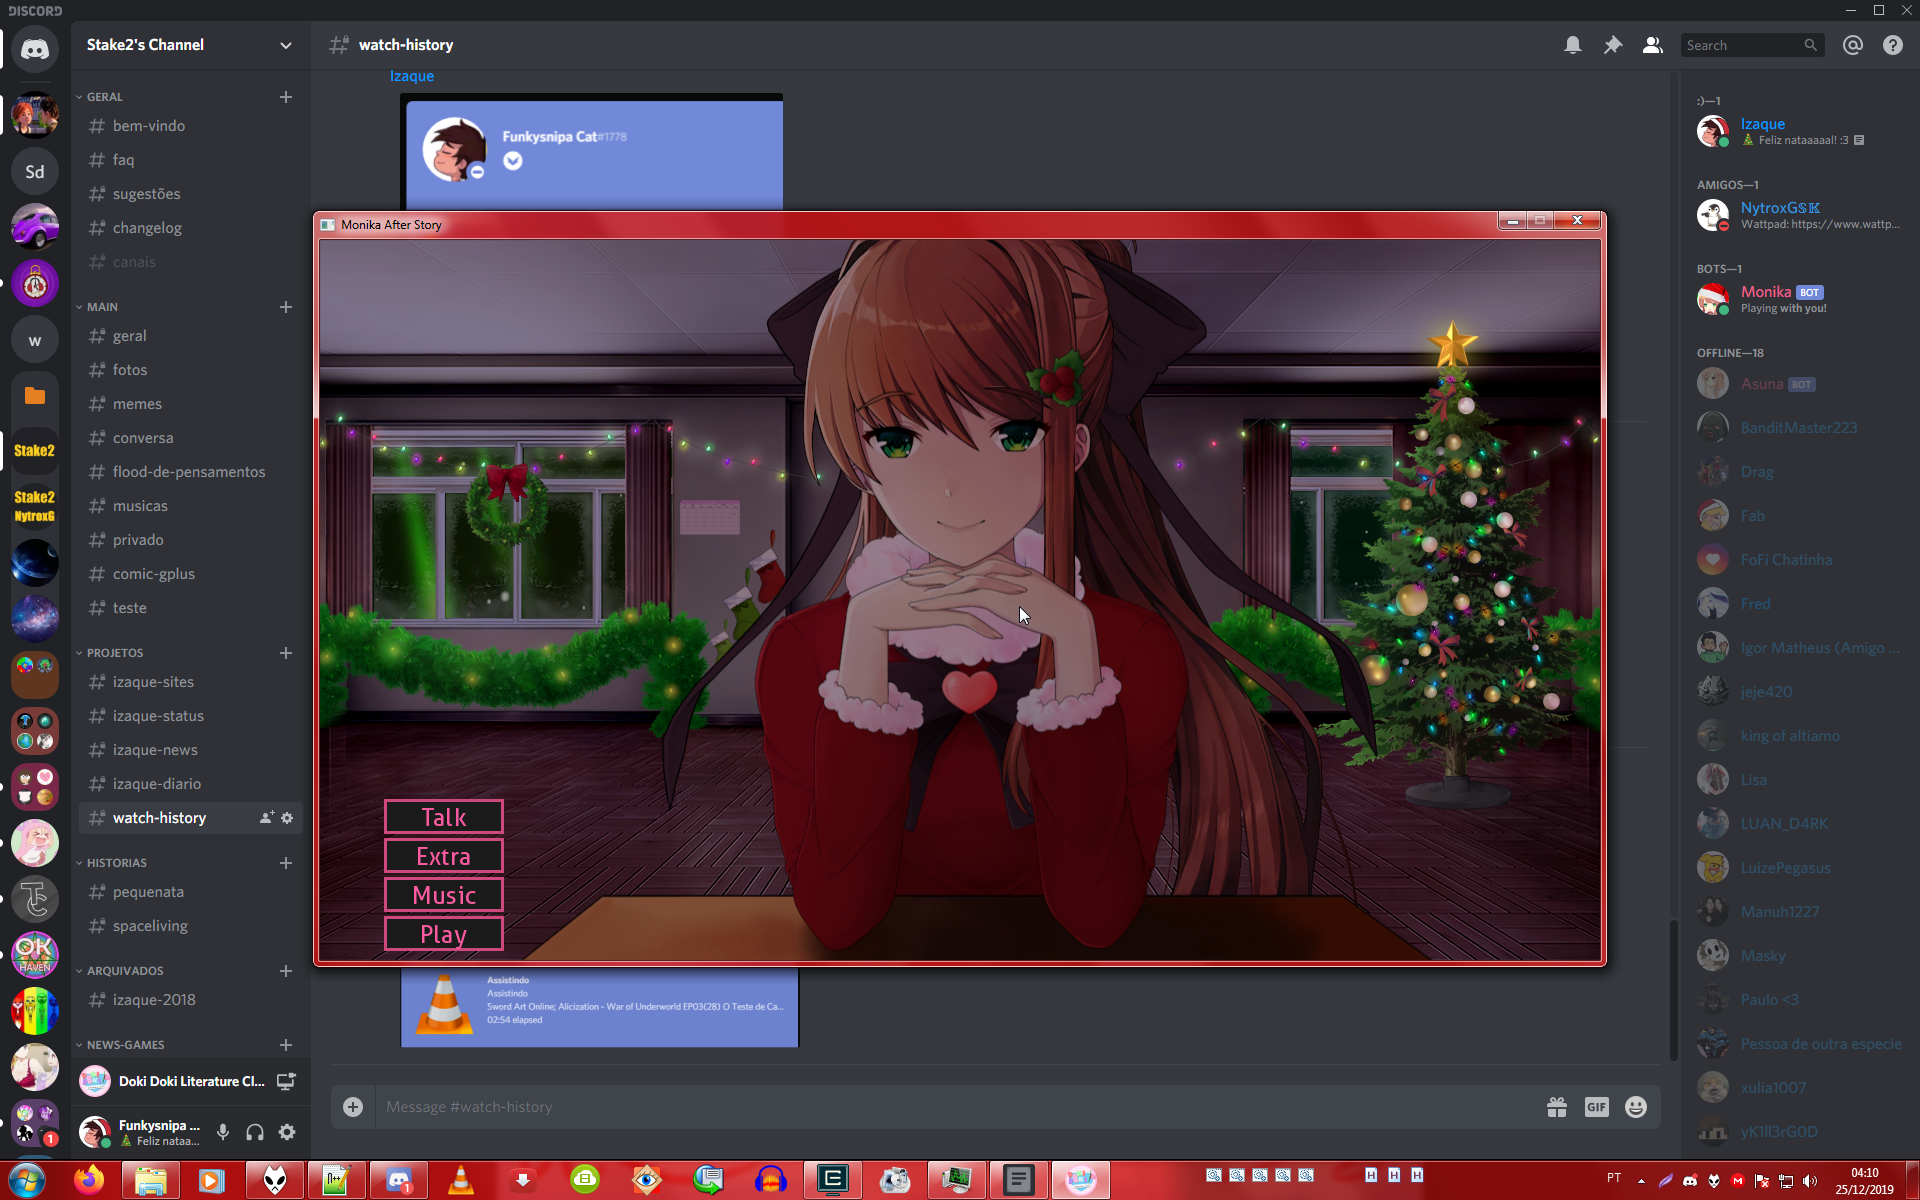 DISCORD
Stake2's Channel
watch-history
Search
Izaque
GERAL
bem-vindo
faq
sugestões
changelog
canais
MAIN
geral
fotos
memes
conversa
flood-de-pensamentos
musicas
privado
comic-gplus
teste
PROJETOS
izaque-sites
izaque-status
izaque-news
izaque-diario
watch-history
HISTORIAS
pequenata
spaceliving
ARQUIVADOS
izaque-2018
NEWS-GAMES
Doki Doki Literature Cl...
Funkysnipa ...
Feliz nataa...
Sd
w
Stake2
Stake2
NytroxG
OK
HAVEN
1
Funkysnipa Cat#1778
Monika After Story
Talk
Extra
Music
Play
Assistindo
Assistindo
Sword Art Online; Alicization - War of Underworld EP03(28) O Teste de Ca...
02:54 elapsed
Message #watch-history
GIF
:)—1
Izaque
Feliz nataaaaal! :3
AMIGOS—1
NytroxG𝕊𝕂
Wattpad: https://www.wattp...
BOTS—1
Monika BOT
Playing with you!
OFFLINE—18
Asuna BOT
BanditMaster223
Drag
Fab
FoFi Chatinha
Fred
Igor Matheus (Amigo ...
jeje420
king of altiamo
Lisa
LUAN_D4RK
LuizePegasus
Manuh1227
Masky
Paulo <3
Pessoa de outra especie
xulia1007
yK1ll3rG0D
1
H
H
H
PT
04:10
25/12/2019